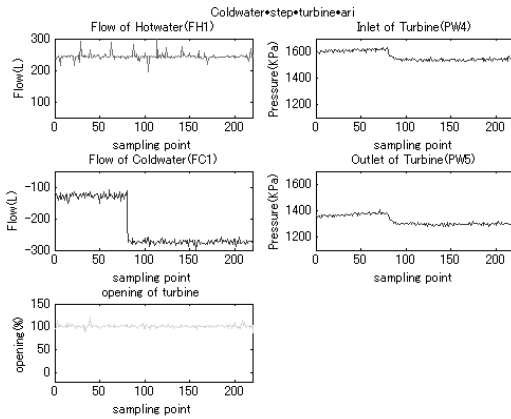 Coldwater•step•turbine•ari
Flow of Hotwater(FH1)
300
200
100
Flow(L)
0 50 100 150 200
sampling point
Inlet of Turbine(PW4)
1600
1400
1200
Pressure(KPa)
0 50 100 150 200
sampling point
Flow of Coldwater(FC1)
-100
-200
-300
Flow(L)
0 50 100 150 200
sampling point
Outlet of Turbine(PW5)
1600
1400
1200
Pressure(KPa)
0 50 100 150 200
sampling point
opening of turbine
150
100
50
0
opening(%)
0 50 100 150 200
sampling point